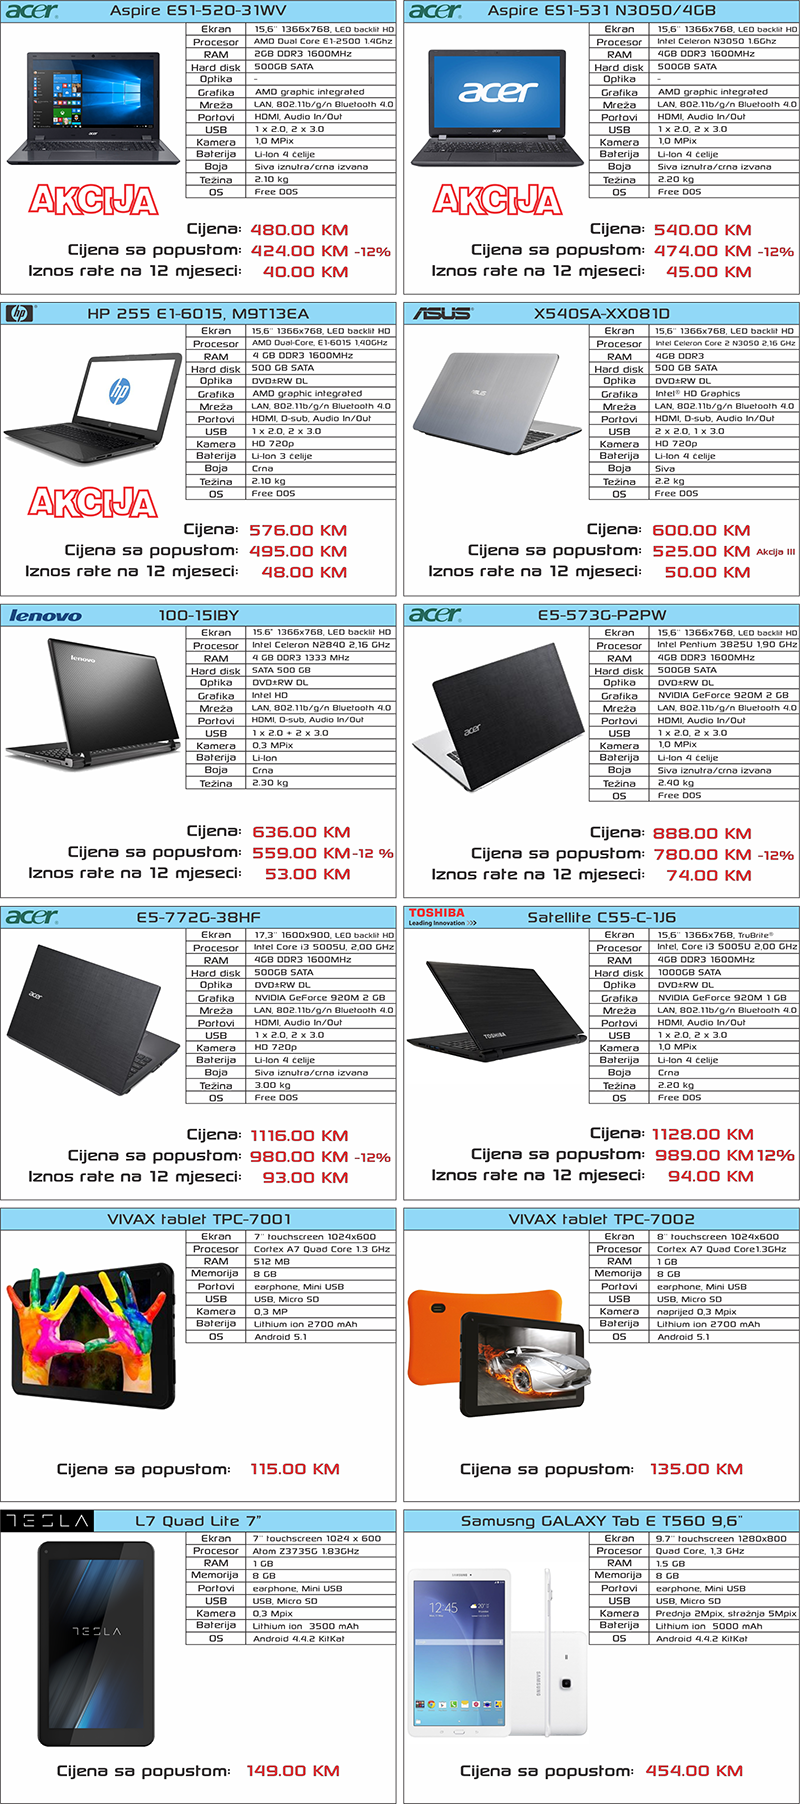 acer Aspire ES1-520-31WV
Ekran 15,6" 1366x768, LED backlit HD
Procesor AMD Dual Core E1-2500 1.4Ghz
RAM 2GB DDR3 1600MHz
Hard disk 500GB SATA
Optika -
Grafika AMD graphic integrated
Mreža LAN, 802.11b/g/n Bluetooth 4.0
Portovi HDMI, Audio In/Out
USB 1 x 2.0, 2 x 3.0
Kamera 1,0 MPix
Baterija Li-Ion 4 ćelije
Boja Siva iznutra/crna izvana
Težina 2.10 kg
OS Free DOS
AKCIJA
Cijena: 480.00 KM
Cijena sa popustom: 424.00 KM -12%
Iznos rate na 12 mjeseci: 40.00 KM
acer Aspire ES1-531 N3050/4GB
Ekran 15,6" 1366x768, LED backlit HD
Procesor Intel Celeron N3050 1.6Ghz
RAM 4GB DDR3 1600MHz
Hard disk 500GB SATA
Optika -
Grafika AMD graphic integrated
Mreža LAN, 802.11b/g/n Bluetooth 4.0
Portovi HDMI, Audio In/Out
USB 1 x 2.0, 2 x 3.0
Kamera 1,0 MPix
Baterija Li-Ion 4 ćelije
Boja Siva iznutra/crna izvana
Težina 2.20 kg
OS Free DOS
acer
AKCIJA
Cijena: 540.00 KM
Cijena sa popustom: 474.00 KM -12%
Iznos rate na 12 mjeseci: 45.00 KM
hp HP 255 E1-6015, M9T13EA
Ekran 15,6" 1366x768, LED backlit HD
Procesor AMD Dual-Core, E1-6015 1,40GHz
RAM 4 GB DDR3 1600MHz
Hard disk 500 GB SATA
Optika DVD±RW DL
Grafika AMD graphic integrated
Mreža LAN, 802.11b/g/n Bluetooth 4.0
Portovi HDMI, D-sub, Audio In/Out
USB 1 x 2.0, 2 x 3.0
Kamera HD 720p
Baterija Li-Ion 3 ćelije
Boja Crna
Težina 2.10 kg
OS Free DOS
hp
AKCIJA
Cijena: 576.00 KM
Cijena sa popustom: 495.00 KM
Iznos rate na 12 mjeseci: 48.00 KM
ASUS X540SA-XX081D
Ekran 15,6" 1366x768, LED backlit HD
Procesor Intel Celeron Core 2 N3050 2,16 GHz
RAM 4GB DDR3
Hard disk 500 GB SATA
Optika DVD±RW DL
Grafika Intel® HD Graphics
Mreža LAN, 802.11b/g/n Bluetooth 4.0
Portovi HDMI, D-sub, Audio In/Out
USB 2 x 2.0, 1 x 3.0
Kamera HD 720p
Baterija Li-Ion 4 ćelije
Boja Siva
Težina 2.2 kg
OS Free DOS
ASUS
Cijena: 600.00 KM
Cijena sa popustom: 525.00 KM Akcija !!!
Iznos rate na 12 mjeseci: 50.00 KM
lenovo 100-15IBY
Ekran 15.6" 1366x768, LED backlit HD
Procesor Intel Celeron N2840 2,16 GHz
RAM 4 GB DDR3 1333 MHz
Hard disk SATA 500 GB
Optika DVD±RW DL
Grafika Intel HD
Mreža LAN, 802.11b/g/n Bluetooth 4.0
Portovi HDMI, D-sub, Audio In/Out
USB 1 x 2.0 + 2 x 3.0
Kamera 0,3 MPix
Baterija Li-Ion
Boja Crna
Težina 2.30 kg
lenovo
Cijena: 636.00 KM
Cijena sa popustom: 559.00 KM -12 %
Iznos rate na 12 mjeseci: 53.00 KM
acer E5-573G-P2PW
Ekran 15,6" 1366x768, LED backlit HD
Procesor Intel Pentium 3825U 1,90 GHz
RAM 4GB DDR3 1600MHz
Hard disk 500GB SATA
Optika DVD±RW DL
Grafika NVIDIA GeForce 920M 2 GB
Mreža LAN, 802.11b/g/n Bluetooth 4.0
Portovi HDMI, Audio In/Out
USB 1 x 2.0, 2 x 3.0
Kamera 1,0 MPix
Baterija Li-Ion 4 ćelije
Boja Siva iznutra/crna izvana
Težina 2.40 kg
OS Free DOS
acer
Cijena: 888.00 KM
Cijena sa popustom: 780.00 KM -12%
Iznos rate na 12 mjeseci: 74.00 KM
acer E5-772G-38HF
Ekran 17,3" 1600x900, LED backlit HD
Procesor Intel Core i3 5005U, 2,00 GHz
RAM 4GB DDR3 1600MHz
Hard disk 500GB SATA
Optika DVD±RW DL
Grafika NVIDIA GeForce 920M 2 GB
Mreža LAN, 802.11b/g/n Bluetooth 4.0
Portovi HDMI, Audio In/Out
USB 1 x 2.0, 2 x 3.0
Kamera HD 720p
Baterija Li-Ion 4 ćelije
Boja Siva iznutra/crna izvana
Težina 3.00 kg
OS Free DOS
acer
Cijena: 1116.00 KM
Cijena sa popustom: 980.00 KM -12%
Iznos rate na 12 mjeseci: 93.00 KM
TOSHIBA Satellite C55-C-1J6
Leading Innovation >>>
Ekran 15,6" 1366x768, TruBrite®
Procesor Intel, Core i3 5005U 2,00 GHz
RAM 4GB DDR3 1600MHz
Hard disk 1000GB SATA
Optika DVD±RW DL
Grafika NVIDIA GeForce 920M 1 GB
Mreža LAN, 802.11b/g/n Bluetooth 4.0
Portovi HDMI, Audio In/Out
USB 1 x 2.0, 2 x 3.0
Kamera 1,0 MPix
Baterija Li-Ion 4 ćelije
Boja Crna
Težina 2.20 kg
OS Free DOS
TOSHIBA
Cijena: 1128.00 KM
Cijena sa popustom: 989.00 KM 12%
Iznos rate na 12 mjeseci: 94.00 KM
VIVAX tablet TPC-7001
Ekran 7" touchscreen 1024x600
Procesor Cortex A7 Quad Core 1.3 GHz
RAM 512 MB
Memorija 8 GB
Portovi earphone, Mini USB
USB USB, Micro SD
Kamera 0,3 MP
Baterija Lithium ion 2700 mAh
OS Android 5.1
Cijena sa popustom: 115.00 KM
VIVAX tablet TPC-7002
Ekran 8" touchscreen 1024x600
Procesor Cortex A7 Quad Core1.3GHz
RAM 1 GB
Memorija 8 GB
Portovi earphone, Mini USB
USB USB, Micro SD
Kamera naprijed 0,3 Mpix
Baterija Lithium ion 2700 mAh
OS Android 5.1
Cijena sa popustom: 135.00 KM
TESLA L7 Quad Lite 7"
Ekran 7" touchscreen 1024 x 600
Procesor Atom Z3735G 1.83GHz
RAM 1 GB
Memorija 8 GB
Portovi earphone, Mini USB
USB USB, Micro SD
Kamera 0,3 Mpix
Baterija Lithium ion 3500 mAh
OS Android 4.4.2 KitKat
TESLA
Cijena sa popustom: 149.00 KM
Samusng GALAXY Tab E T560 9,6"
Ekran 9.7" touchscreen 1280x800
Procesor Quad Core, 1,3 GHz
RAM 1.5 GB
Memorija 8 GB
Portovi earphone, Mini USB
USB USB, Micro SD
Kamera Prednja 2Mpix, stražnja 5Mpix
Baterija Lithium ion 5000 mAh
OS Android 4.4.2 KitKat
12:45
20°
SAMSUNG
Cijena sa popustom: 454.00 KM